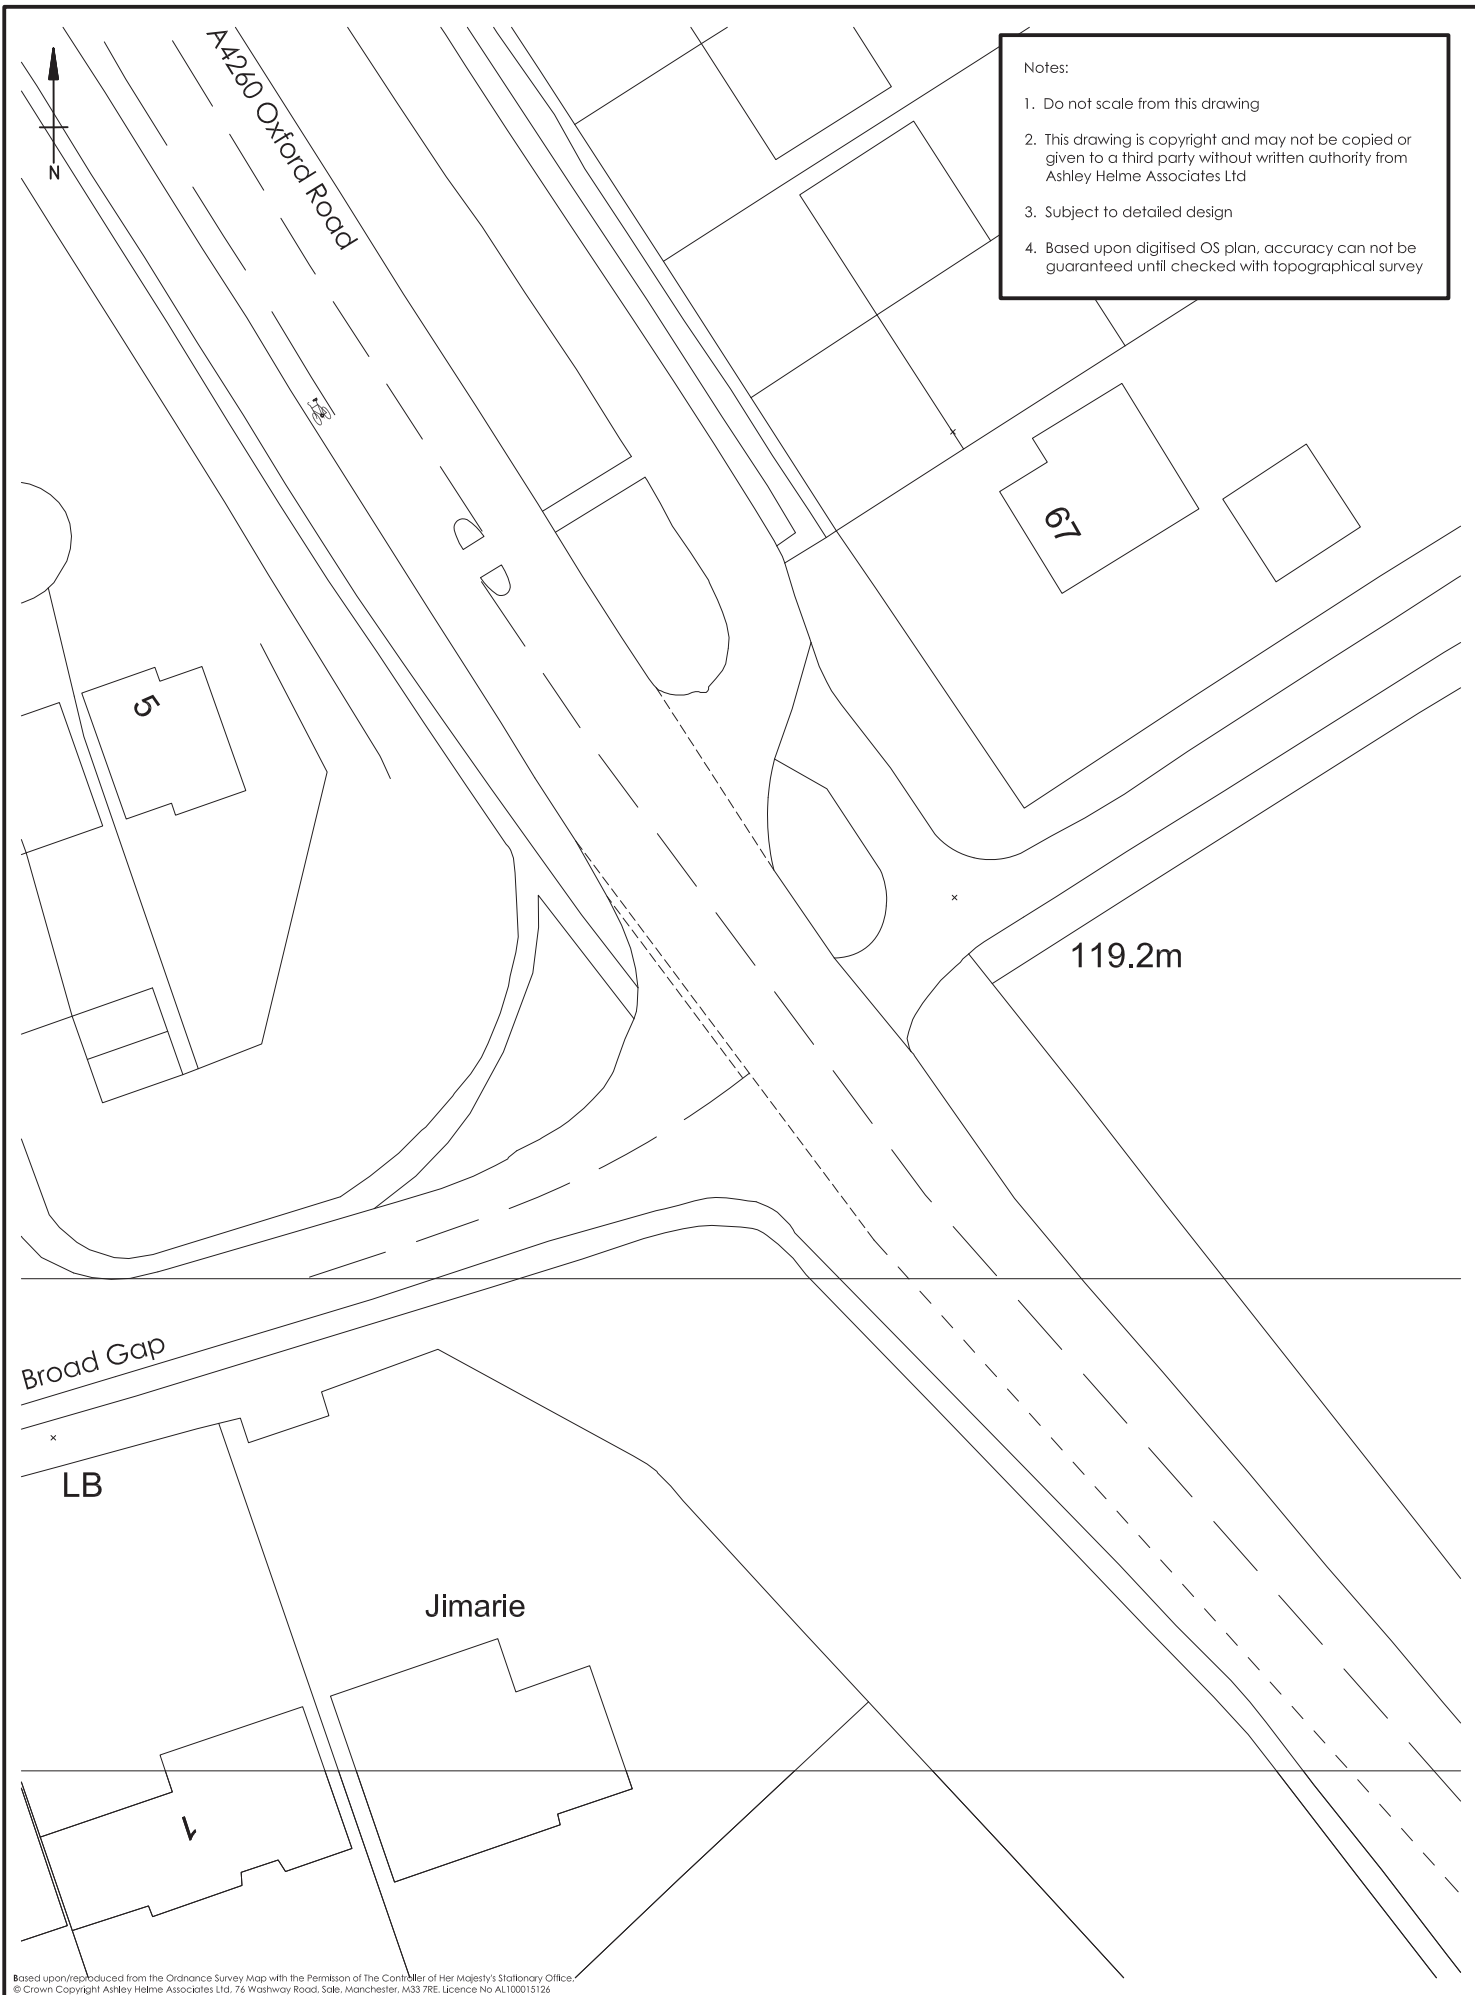 A4260 Oxford Road
Notes:
1. Do not scale from this drawing
2. This drawing is copyright and may not be copied or
given to a third party without written authority from
Ashley Helme Associates Ltd
3. Subject to detailed design
4. Based upon digitised OS plan, accuracy can not be
guaranteed until checked with topographical survey
N
67
5
119.2m
Broad Gap
LB
Jimarie
1
Based upon/reproduced from the Ordnance Survey Map with the Permisson of The Controller of Her Majesty's Stationary Office.
© Crown Copyright Ashley Helme Associates Ltd, 76 Washway Road, Sale, Manchester, M33 7RE. Licence No AL100015126